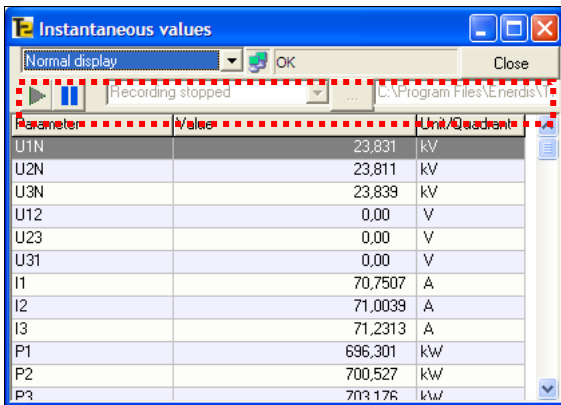 Instantaneous values
Normal display OK Close
Recording stopped ... C:\Program Files\Enerdis\T
Parameter Value Unit/Quadrant
U1N 23,831 kV
U2N 23,811 kV
U3N 23,839 kV
U12 0,00 V
U23 0,00 V
U31 0,00 V
I1 70,7507 A
I2 71,0039 A
I3 71,2313 A
P1 696,301 kW
P2 700,527 kW
P3 703,176 kW